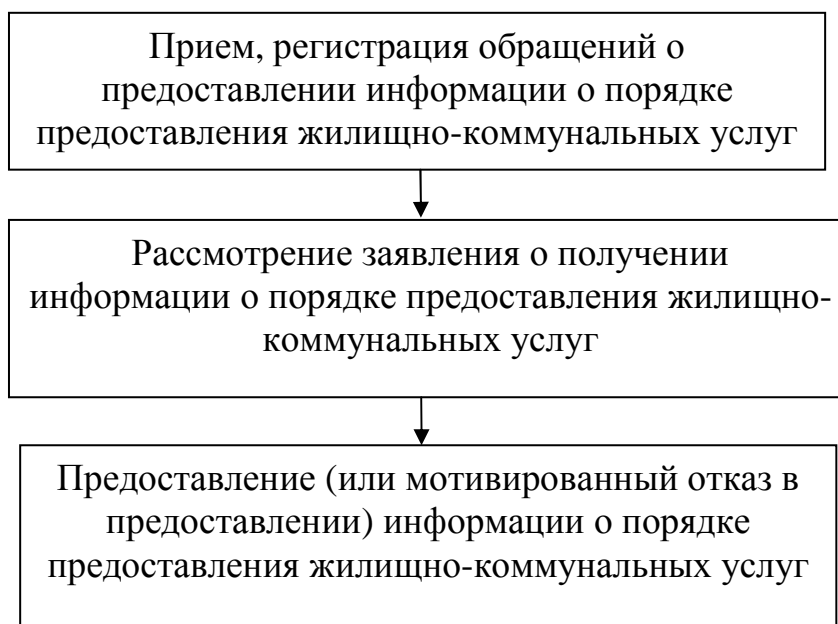 Прием, регистрация обращений о
предоставлении информации о порядке
предоставления жилищно-коммунальных услуг
Рассмотрение заявления о получении
информации о порядке предоставления жилищно-
коммунальных услуг
Предоставление (или мотивированный отказ в
предоставлении) информации о порядке
предоставления жилищно-коммунальных услуг